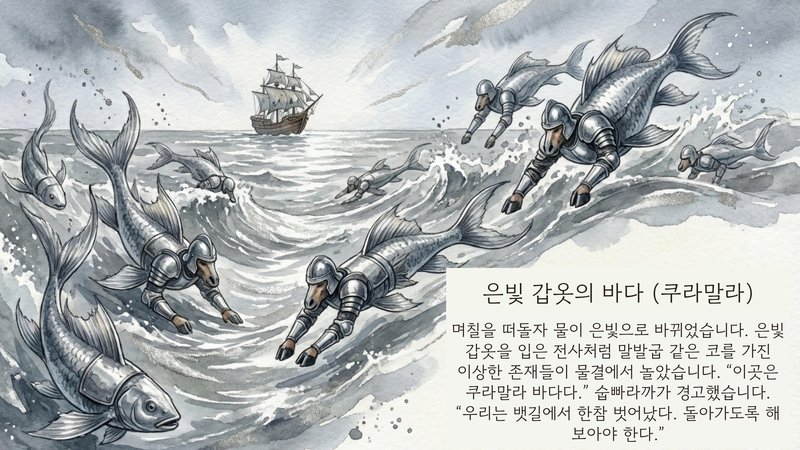 은빛 갑옷의 바다 (쿠라말라)
며칠을 떠돌자 물이 은빛으로 바뀌었습니다. 은빛
갑옷을 입은 전사처럼 말발굽 같은 코를 가진
이상한 존재들이 물결에서 놀았습니다. “이곳은
쿠라말라 바다다.” 숩빠라까가 경고했습니다.
“우리는 뱃길에서 한참 벗어났다. 돌아가도록 해
보아야 한다.”